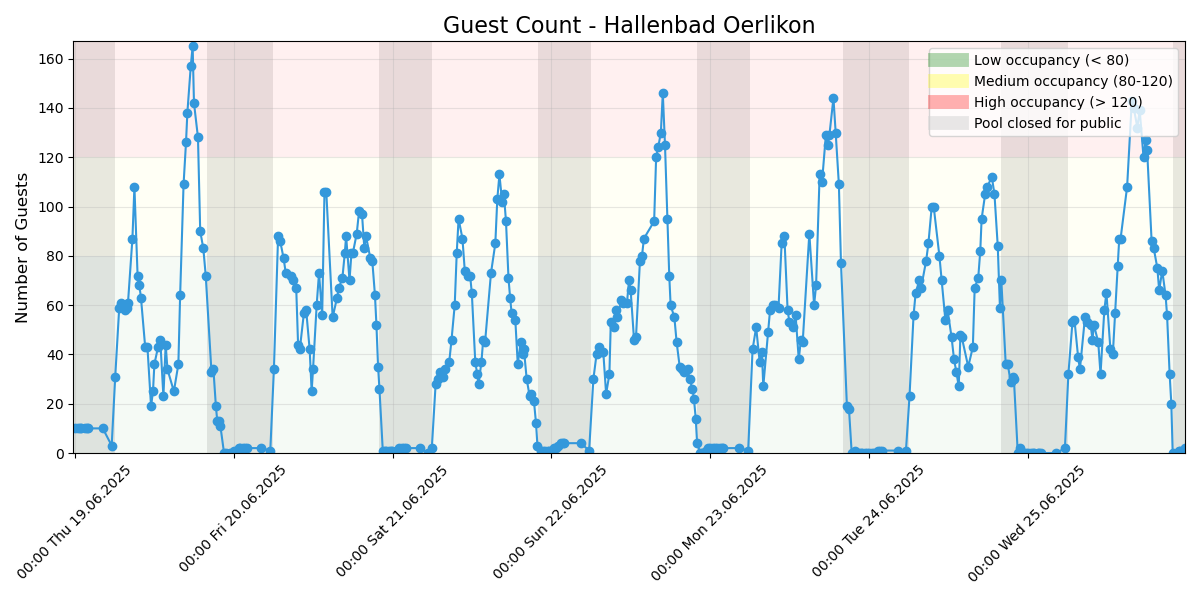 Guest Count - Hallenbad Oerlikon
Number of Guests
160
140
120
100
80
60
40
20
0
Low occupancy (< 80)
Medium occupancy (80-120)
High occupancy (> 120)
Pool closed for public
00:00 Thu 19.06.2025
00:00 Fri 20.06.2025
00:00 Sat 21.06.2025
00:00 Sun 22.06.2025
00:00 Mon 23.06.2025
00:00 Tue 24.06.2025
00:00 Wed 25.06.2025